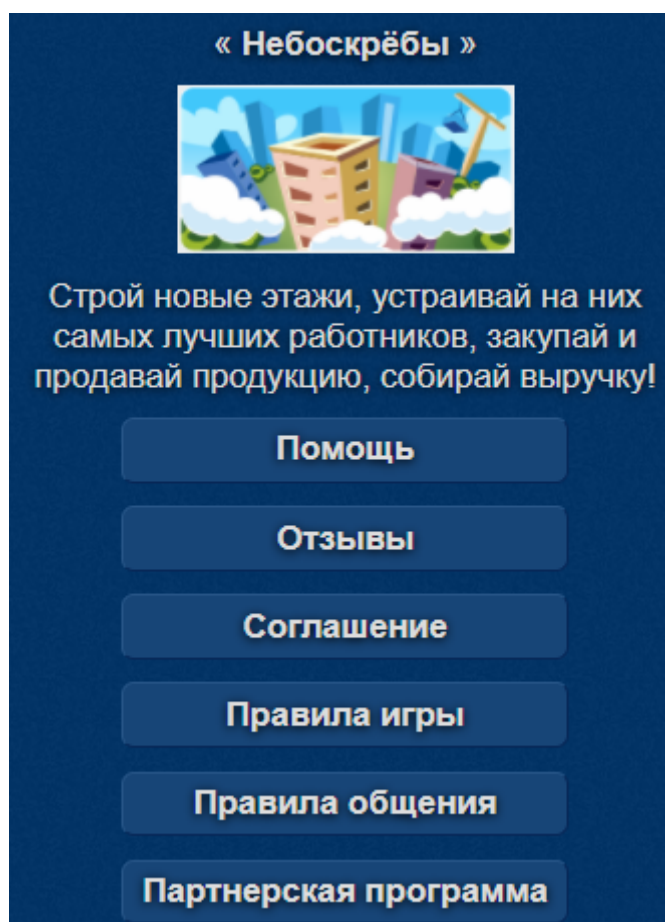 « Небоскрёбы »
Строй новые этажи, устраивай на них
самых лучших работников, закупай и
продавай продукцию, собирай выручку!
Помощь
Отзывы
Соглашение
Правила игры
Правила общения
Партнерская программа